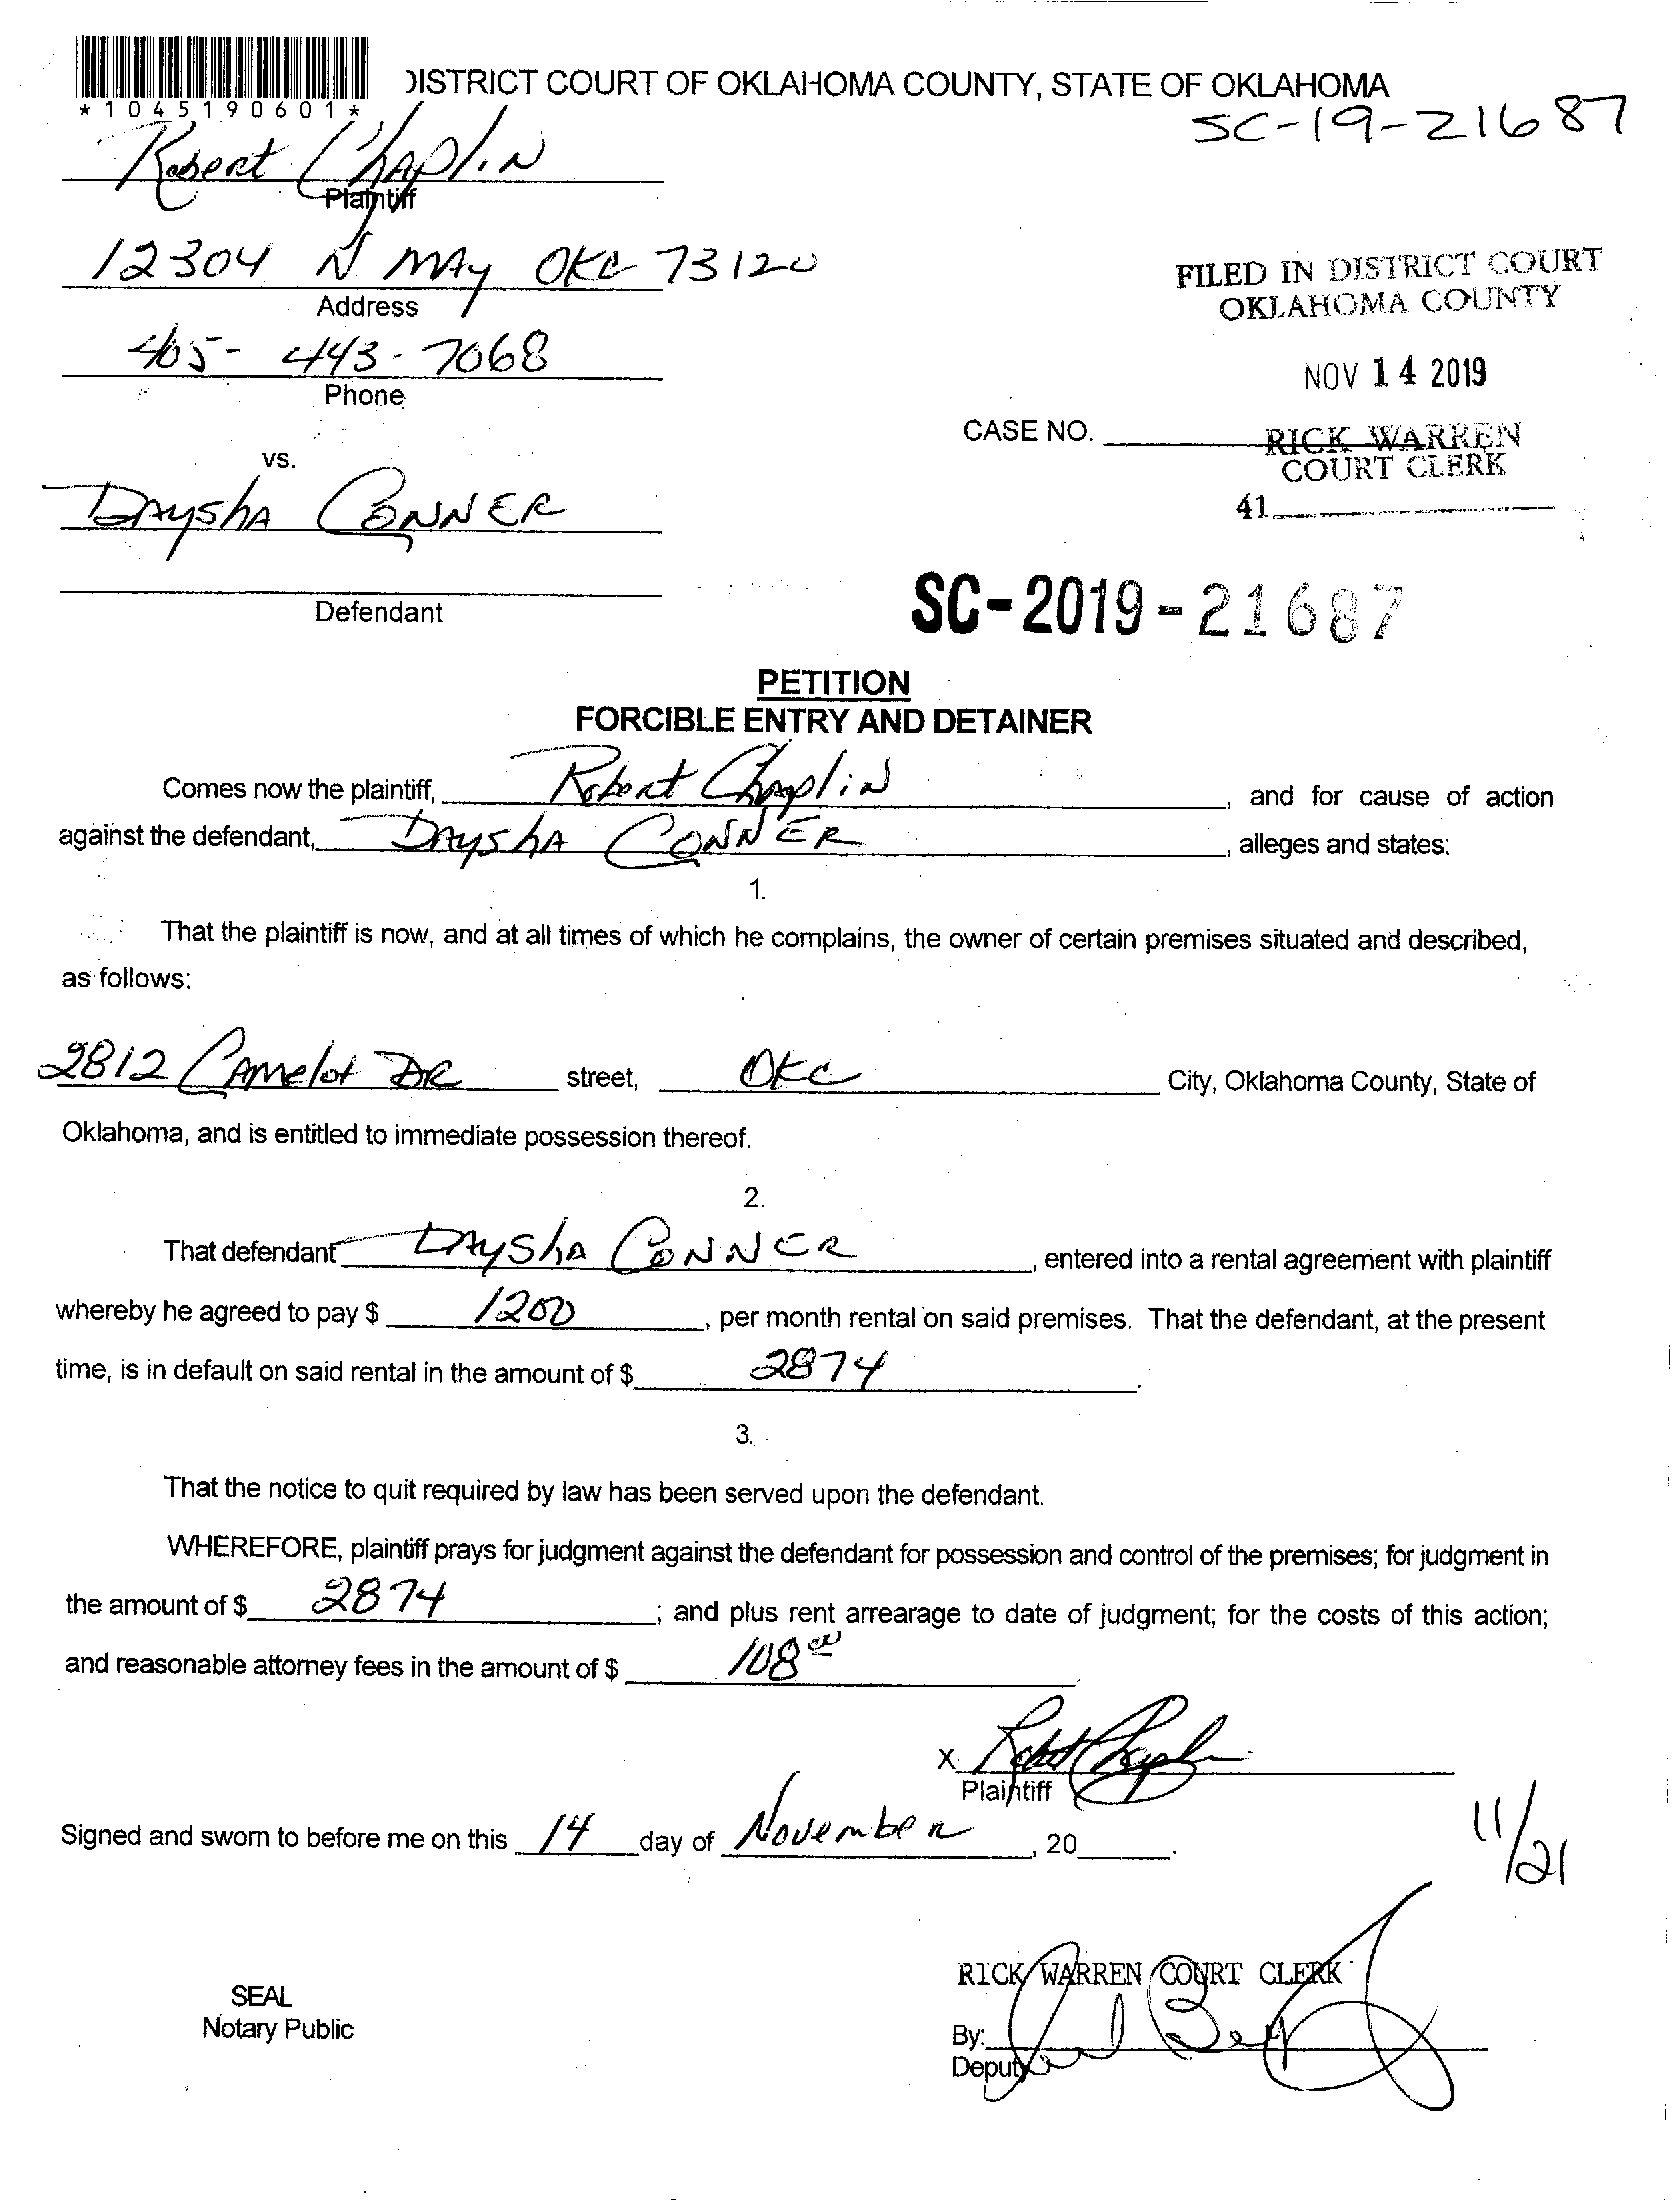 *1045190601*
DISTRICT COURT OF OKLAHOMA COUNTY, STATE OF OKLAHOMA
SC-19-21687
Robert Chaplin
Plaintiff
12304 N MAy OKC 73120
Address
FILED IN DISTRICT COURT
OKLAHOMA COUNTY
405-443-7068
Phone
NOV 14 2019
CASE NO.
RICK WARREN
COURT CLERK
41
vs.
DAyshA CONNER
Defendant
SC-2019-21687
PETITION
FORCIBLE ENTRY AND DETAINER
Comes now the plaintiff, Robert Chaplin, and for cause of action
against the defendant, DAyshA CONNER, alleges and states:
1.
That the plaintiff is now, and at all times of which he complains, the owner of certain premises situated and described,
as follows:
2812 CAmelot DR street, OKC City, Oklahoma County, State of
Oklahoma, and is entitled to immediate possession thereof.
2.
That defendant DAyshA CONNER, entered into a rental agreement with plaintiff
whereby he agreed to pay $ 1200, per month rental on said premises. That the defendant, at the present
time, is in default on said rental in the amount of $ 2874.
3.
That the notice to quit required by law has been served upon the defendant.
WHEREFORE, plaintiff prays for judgment against the defendant for possession and control of the premises; for judgment in
the amount of $ 2874; and plus rent arrearage to date of judgment; for the costs of this action;
and reasonable attorney fees in the amount of $ 108 00
X Robert Chaplin
Plaintiff
Signed and sworn to before me on this 14 day of November, 20.
11/21
RICK WARREN COURT CLERK
SEAL
Notary Public
By:
Deputy